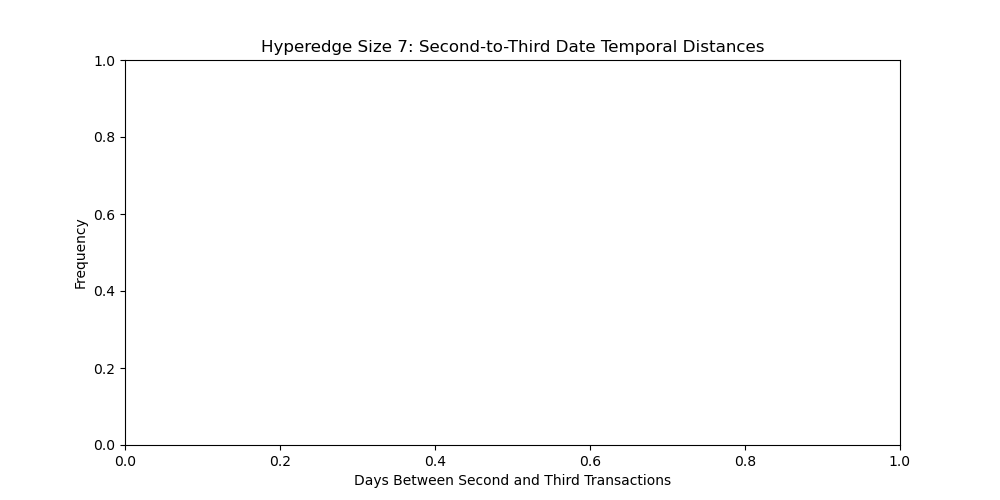 Hyperedge Size 7: Second-to-Third Date Temporal Distances
1.0
0.8
0.6
0.4
0.2
0.0
Frequency
0.0 0.2 0.4 0.6 0.8 1.0
Days Between Second and Third Transactions